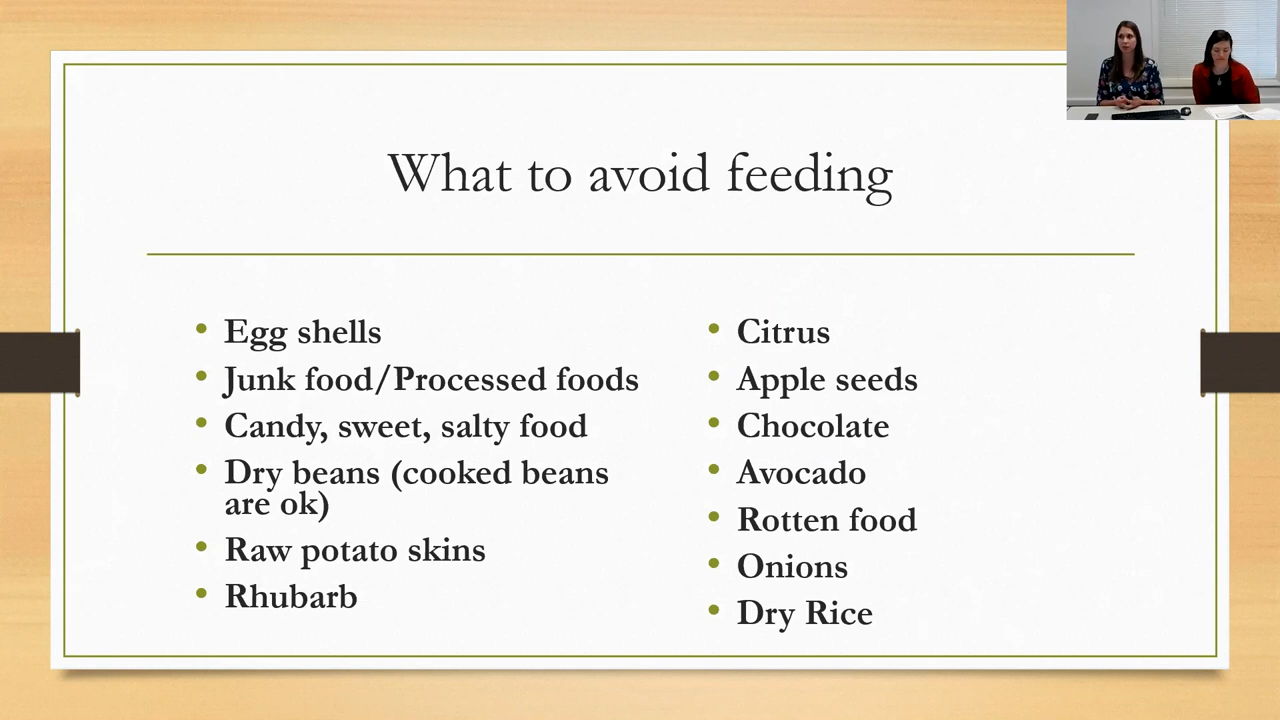 What to avoid feeding
• Egg shells
• Junk food/Processed foods
• Candy, sweet, salty food
• Dry beans (cooked beans
are ok)
• Raw potato skins
• Rhubarb
• Citrus
• Apple seeds
• Chocolate
• Avocado
• Rotten food
• Onions
• Dry Rice